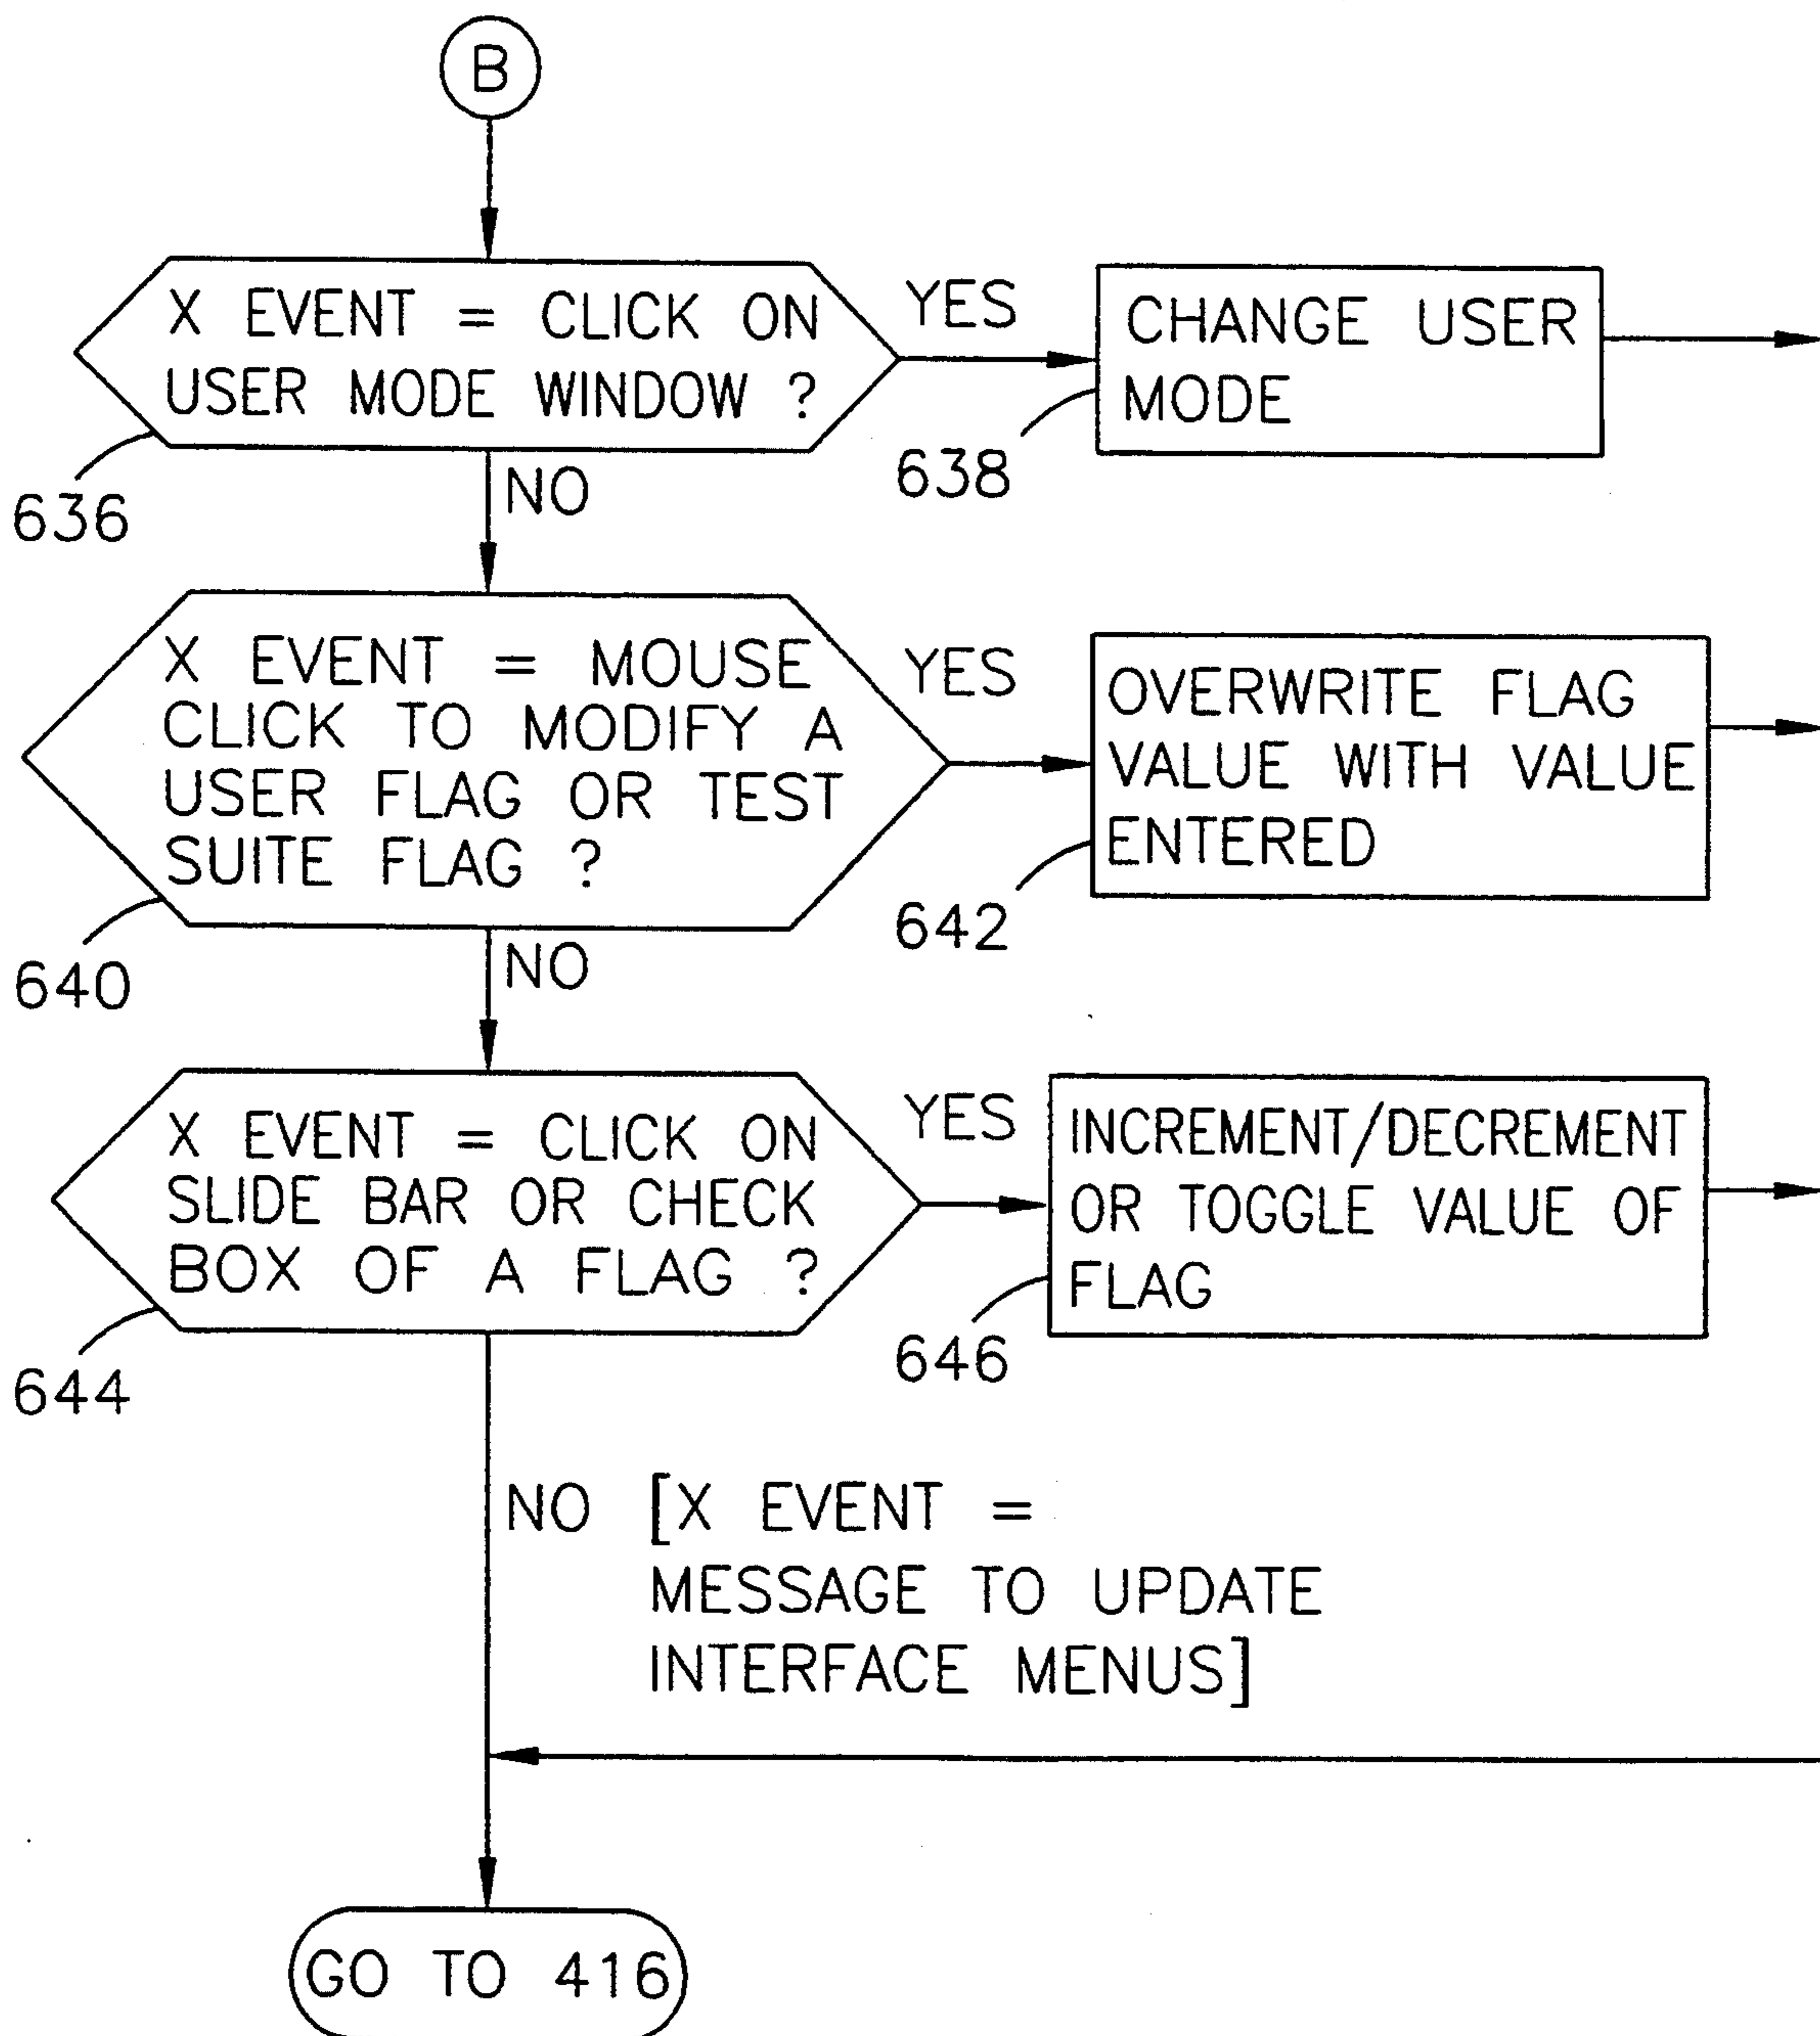 B
X EVENT = CLICK ON
USER MODE WINDOW ?
YES
CHANGE USER
MODE
636
638
NO
X EVENT = MOUSE
CLICK TO MODIFY A
USER FLAG OR TEST
SUITE FLAG ?
YES
OVERWRITE FLAG
VALUE WITH VALUE
ENTERED
640
642
NO
X EVENT = CLICK ON
SLIDE BAR OR CHECK
BOX OF A FLAG ?
YES
INCREMENT/DECREMENT
OR TOGGLE VALUE OF
FLAG
644
646
NO [X EVENT =
MESSAGE TO UPDATE
INTERFACE MENUS]
GO TO 416